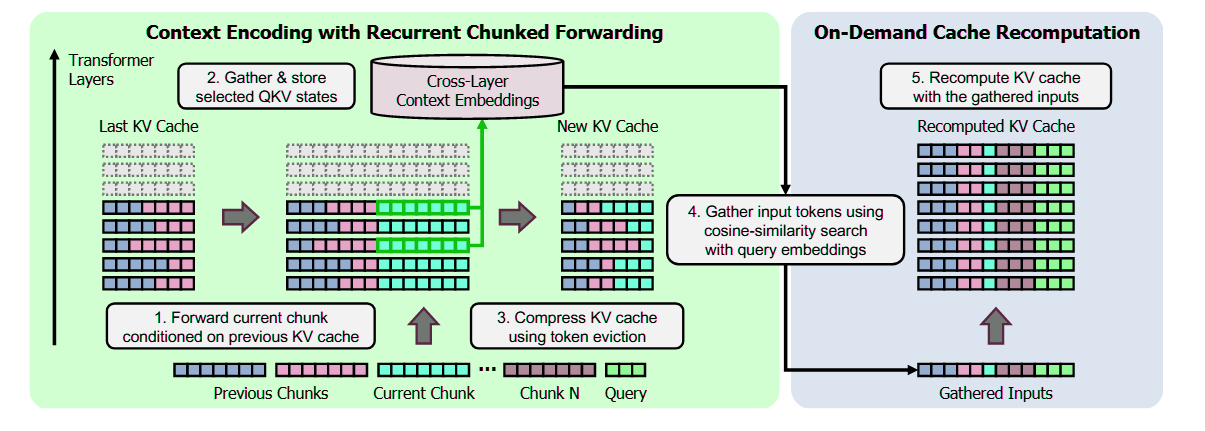 Context Encoding with Recurrent Chunked Forwarding
On-Demand Cache Recomputation
Transformer
Layers
2. Gather & store
selected QKV states
Cross-Layer
Context Embeddings
5. Recompute KV cache
with the gathered inputs
Last KV Cache
New KV Cache
Recomputed KV Cache
4. Gather input tokens using
cosine-similarity search
with query embeddings
1. Forward current chunk
conditioned on previous KV cache
3. Compress KV cache
using token eviction
...
Previous Chunks
Current Chunk
Chunk N
Query
Gathered Inputs